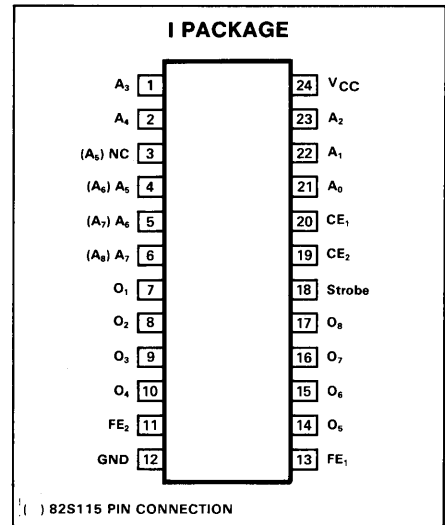 I PACKAGE
A3 1 24 VCC
A4 2 23 A2
(A5) NC 3 22 A1
(A6) A5 4 21 A0
(A7) A6 5 20 CE1
(A8) A7 6 19 CE2
O1 7 18 Strobe
O2 8 17 O8
O3 9 16 O7
O4 10 15 O6
FE2 11 14 O5
GND 12 13 FE1
( ) 82S115 PIN CONNECTION